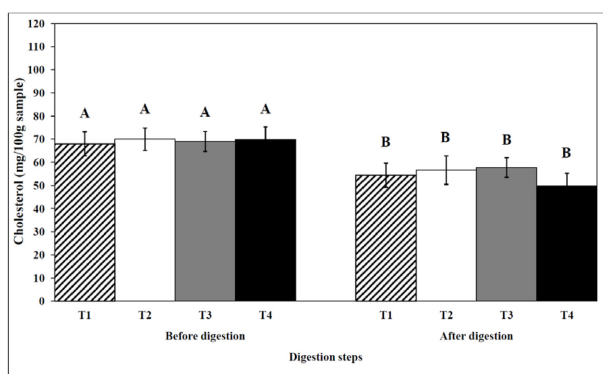 120
110
100
90
80
70
60
50
40
30
20
10
0
Cholesterol (mg/100g sample)
A A A A
B B B B
T1 T2 T3 T4 T1 T2 T3 T4
Before digestion After digestion
Digestion steps